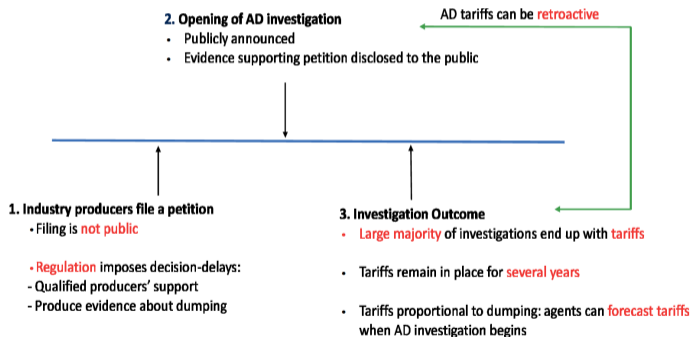 2. Opening of AD investigation
• Publicly announced
• Evidence supporting petition disclosed to the public
AD tariffs can be retroactive
1. Industry producers file a petition
• Filing is not public
• Regulation imposes decision-delays:
- Qualified producers' support
- Produce evidence about dumping
3. Investigation Outcome
• Large majority of investigations end up with tariffs
• Tariffs remain in place for several years
• Tariffs proportional to dumping: agents can forecast tariffs
when AD investigation begins